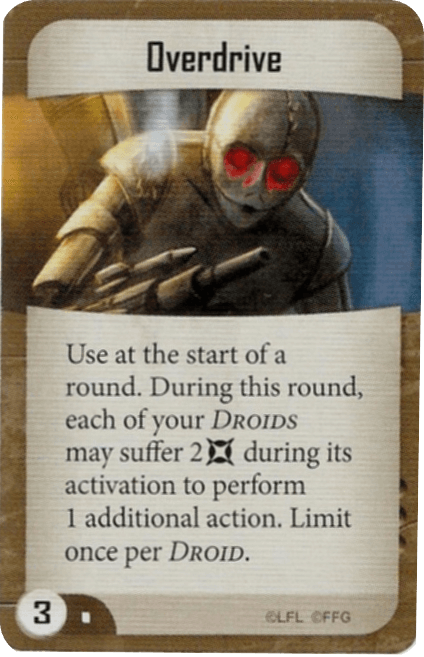 Overdrive
Use at the start of a
round. During this round,
each of your DROIDS
may suffer 2 during its
activation to perform
1 additional action. Limit
once per DROID.
3
©LFL ©FFG